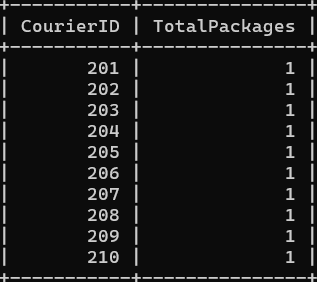 +-----------+---------------+
| CourierID | TotalPackages |
+-----------+---------------+
|       201 |             1 |
|       202 |             1 |
|       203 |             1 |
|       204 |             1 |
|       205 |             1 |
|       206 |             1 |
|       207 |             1 |
|       208 |             1 |
|       209 |             1 |
|       210 |             1 |
+-----------+---------------+